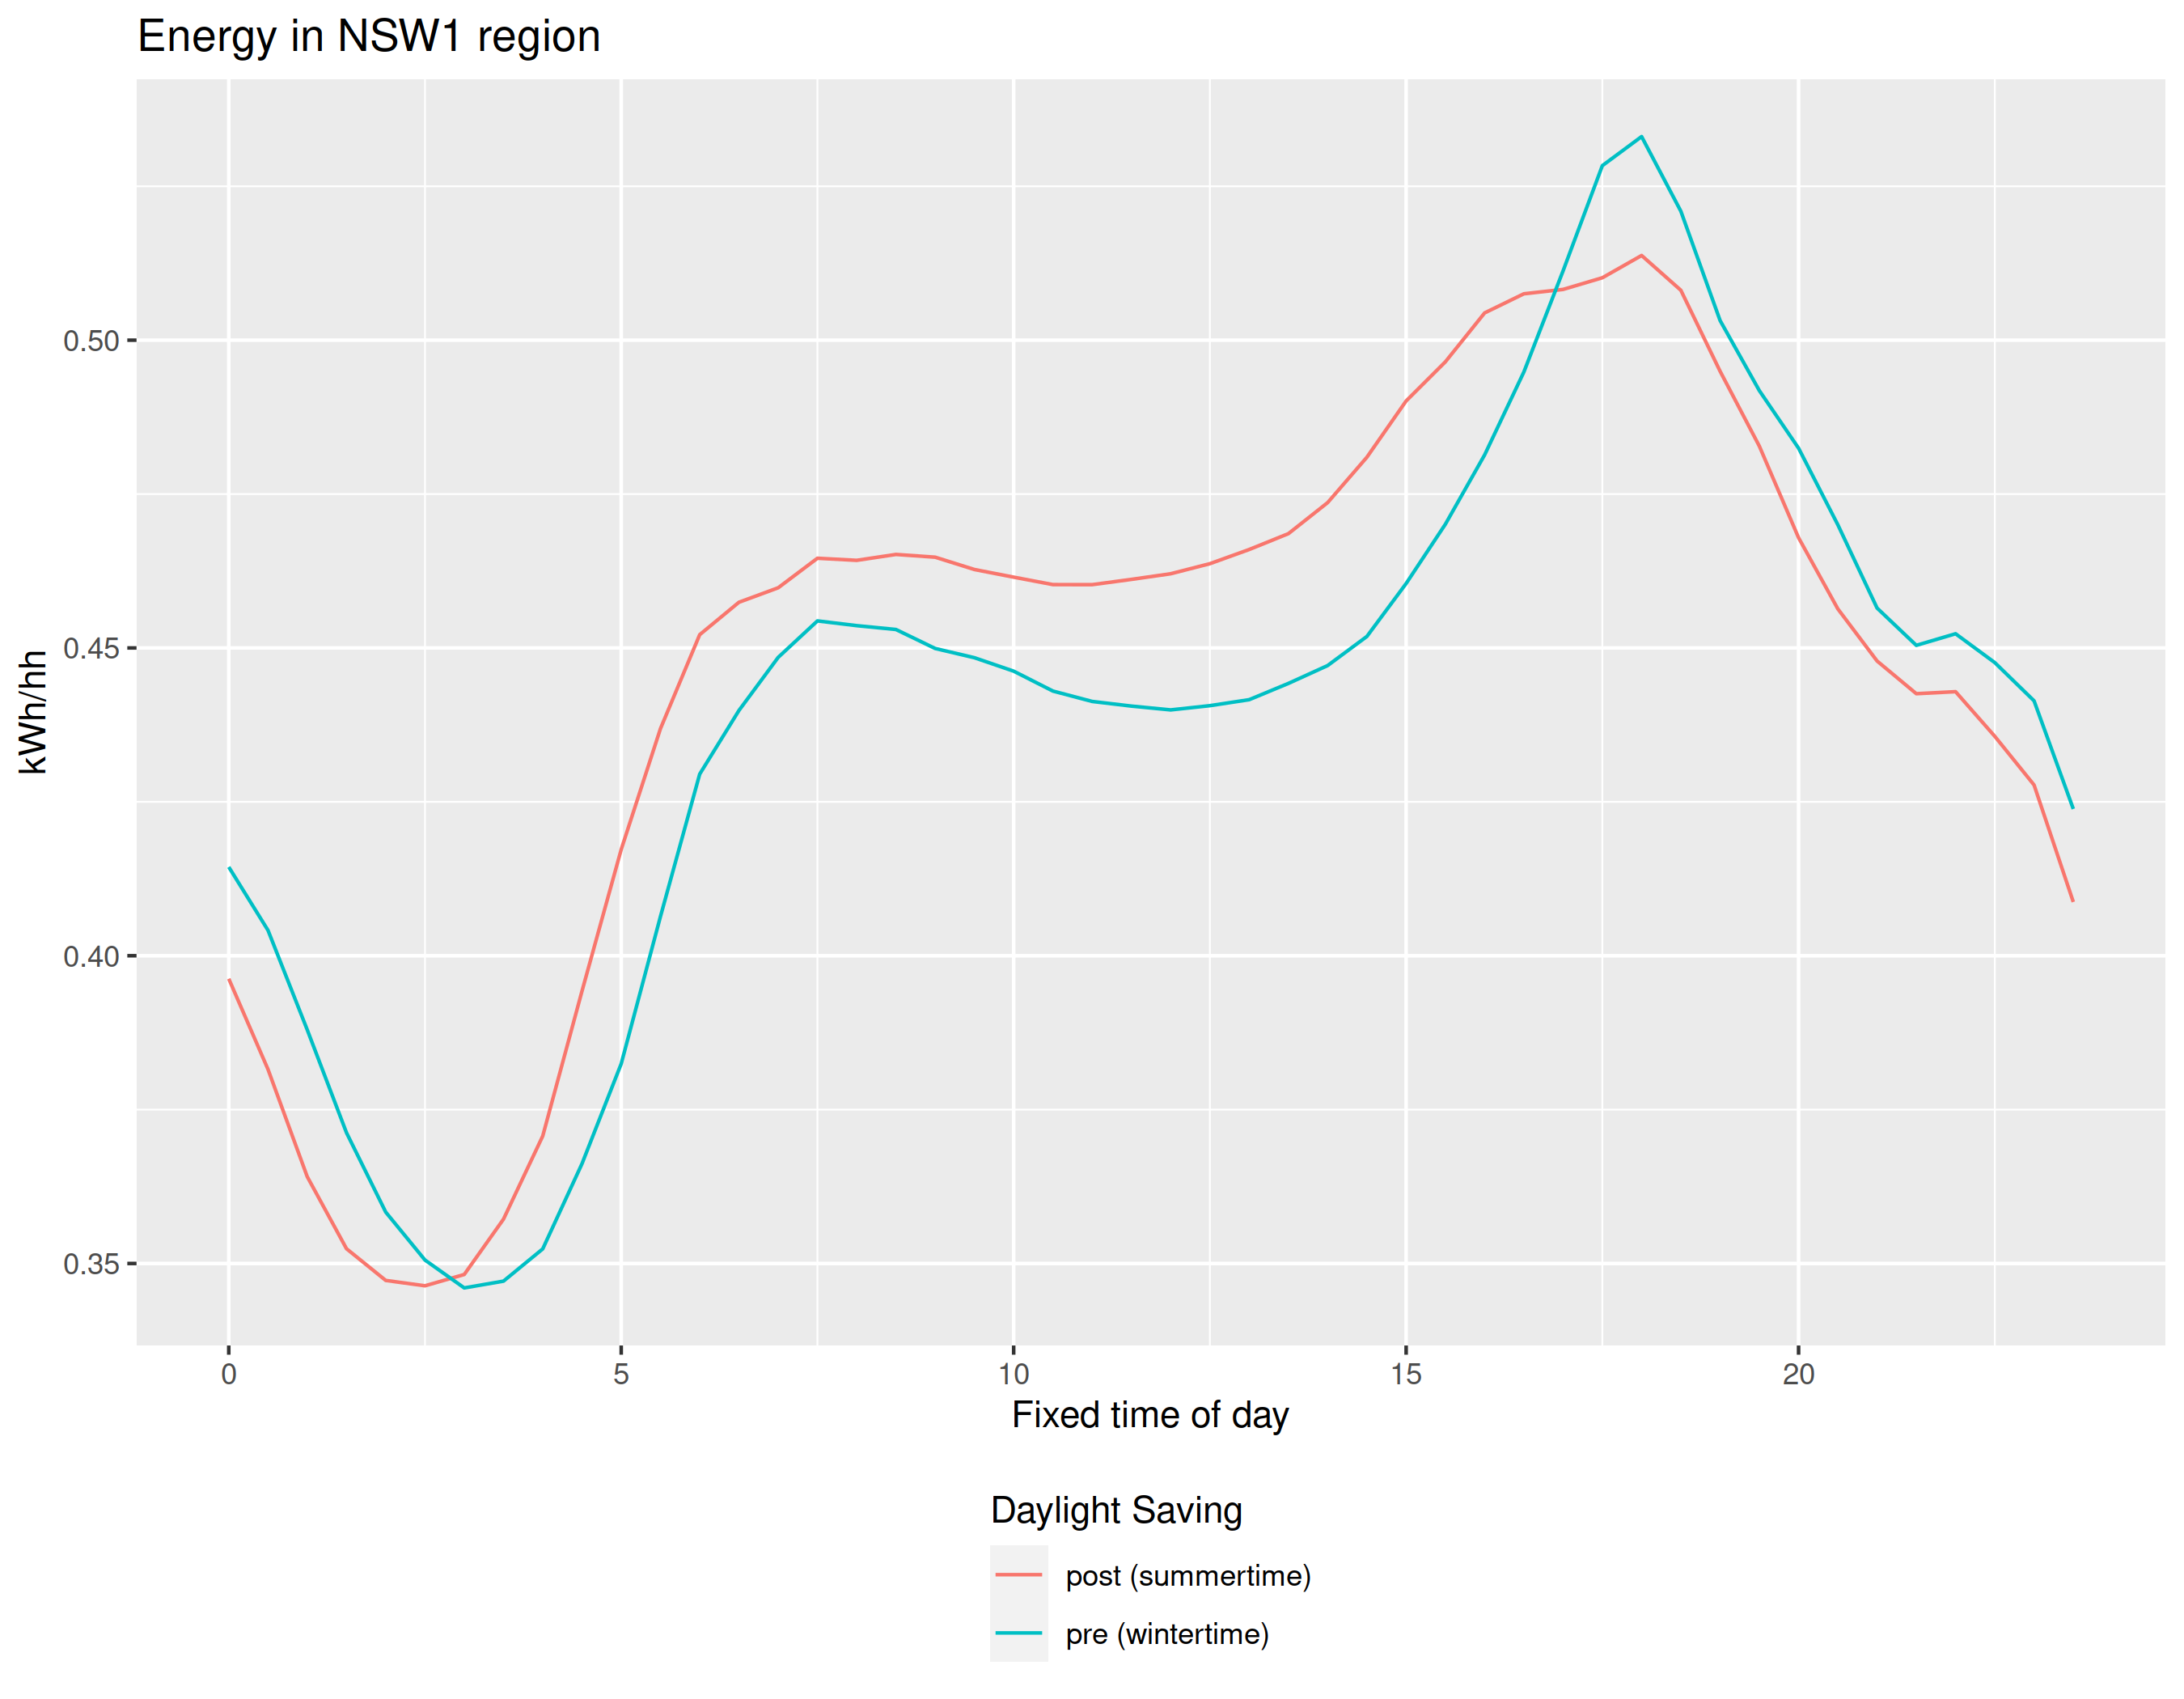 Energy in NSW1 region
kWh/hh
0.50
0.45
0.40
0.35
0 5 10 15 20
Fixed time of day
Daylight Saving
post (summertime)
pre (wintertime)